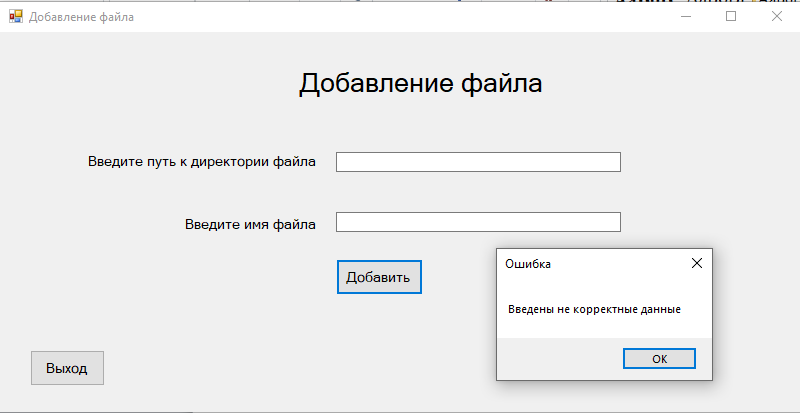 Добавление файла
Добавление файла
Введите путь к директории файла
Введите имя файла
Добавить
Ошибка
Введены не корректные данные
OK
Выход